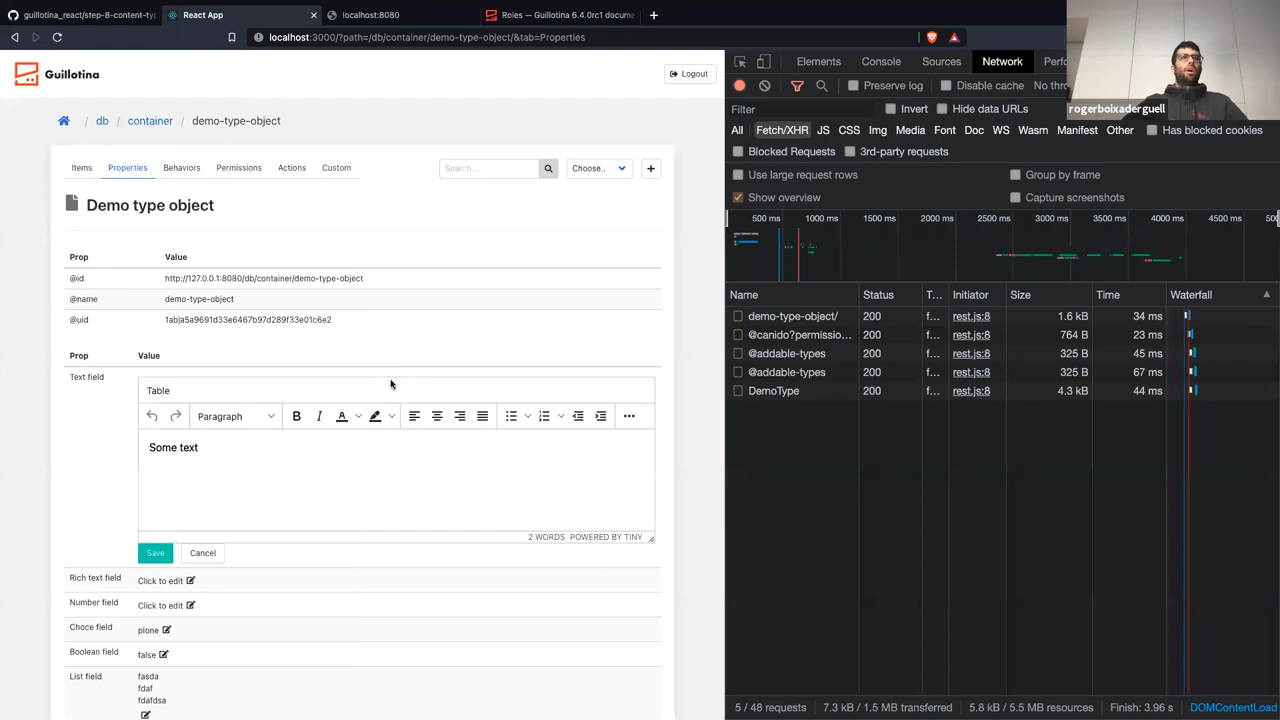 guillotina_react/step-8-content-typ
React App
localhost:8080
Roles — Guillotina 6.4.0rc1 docume
localhost:3000/?path=/db/container/demo-type-object/&tab=Properties
Guillotina
Logout
/ db / container / demo-type-object
Items Properties Behaviors Permissions Actions Custom
Search... Choose..
Demo type object
Prop Value
@id http://127.0.0.1:8080/db/container/demo-type-object
@name demo-type-object
@uid 1ab|a5a9691d33e6467b97d289f33e01c6e2
Prop Value
Text field
Table
Paragraph B I A
Some text
2 WORDS POWERED BY TINY
Save Cancel
Rich text field Click to edit
Number field Click to edit
Choce field plone
Boolean field false
List field fasda
fdaf
fdafdsa
Elements Console Sources Network Perfo
Preserve log Disable cache No thro
rogerboixaderguell
Filter Invert Hide data URLs
All Fetch/XHR JS CSS Img Media Font Doc WS Wasm Manifest Other Has blocked cookies
Blocked Requests 3rd-party requests
Use large request rows Group by frame
Show overview Capture screenshots
500 ms 1000 ms 1500 ms 2000 ms 2500 ms 3000 ms 3500 ms 4000 ms 4500 ms 500
Name Status T... Initiator Size Time Waterfall
demo-type-object/ 200 f... rest.js:8 1.6 kB 34 ms
@canido?permissio... 200 f... rest.js:8 764 B 23 ms
@addable-types 200 f... rest.js:8 325 B 45 ms
@addable-types 200 f... rest.js:8 325 B 67 ms
DemoType 200 f... rest.js:8 4.3 kB 44 ms
5 / 48 requests 7.3 kB / 1.5 MB transferred 5.8 kB / 5.5 MB resources Finish: 3.96 s DOMContentLoad